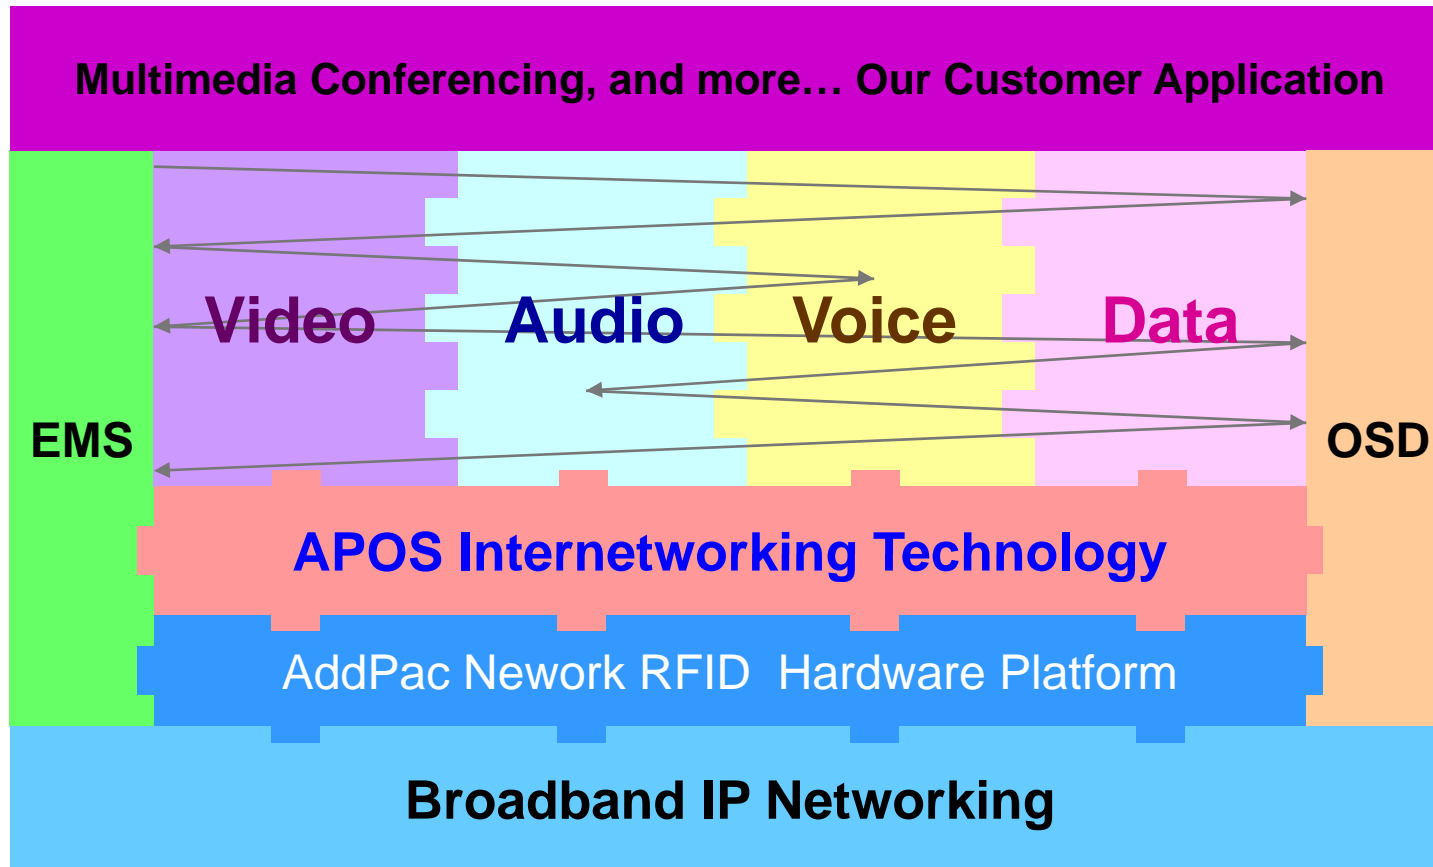 Multimedia Conferencing, and more… Our Customer Application
Video Audio Voice Data
EMS
OSD
APOS Internetworking Technology
AddPac Nework RFID  Hardware Platform
Broadband IP Networking